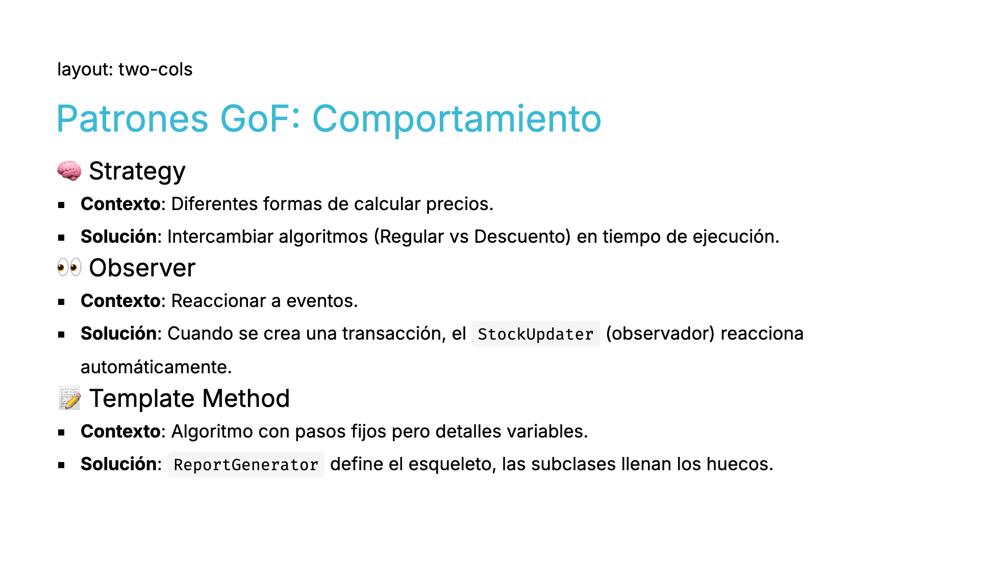 layout: two-cols
Patrones GoF: Comportamiento
🧠 Strategy
▪ Contexto: Diferentes formas de calcular precios.
▪ Solución: Intercambiar algoritmos (Regular vs Descuento) en tiempo de ejecución.
👀 Observer
▪ Contexto: Reaccionar a eventos.
▪ Solución: Cuando se crea una transacción, el StockUpdater (observador) reacciona
automáticamente.
📝 Template Method
▪ Contexto: Algoritmo con pasos fijos pero detalles variables.
▪ Solución: ReportGenerator define el esqueleto, las subclases llenan los huecos.